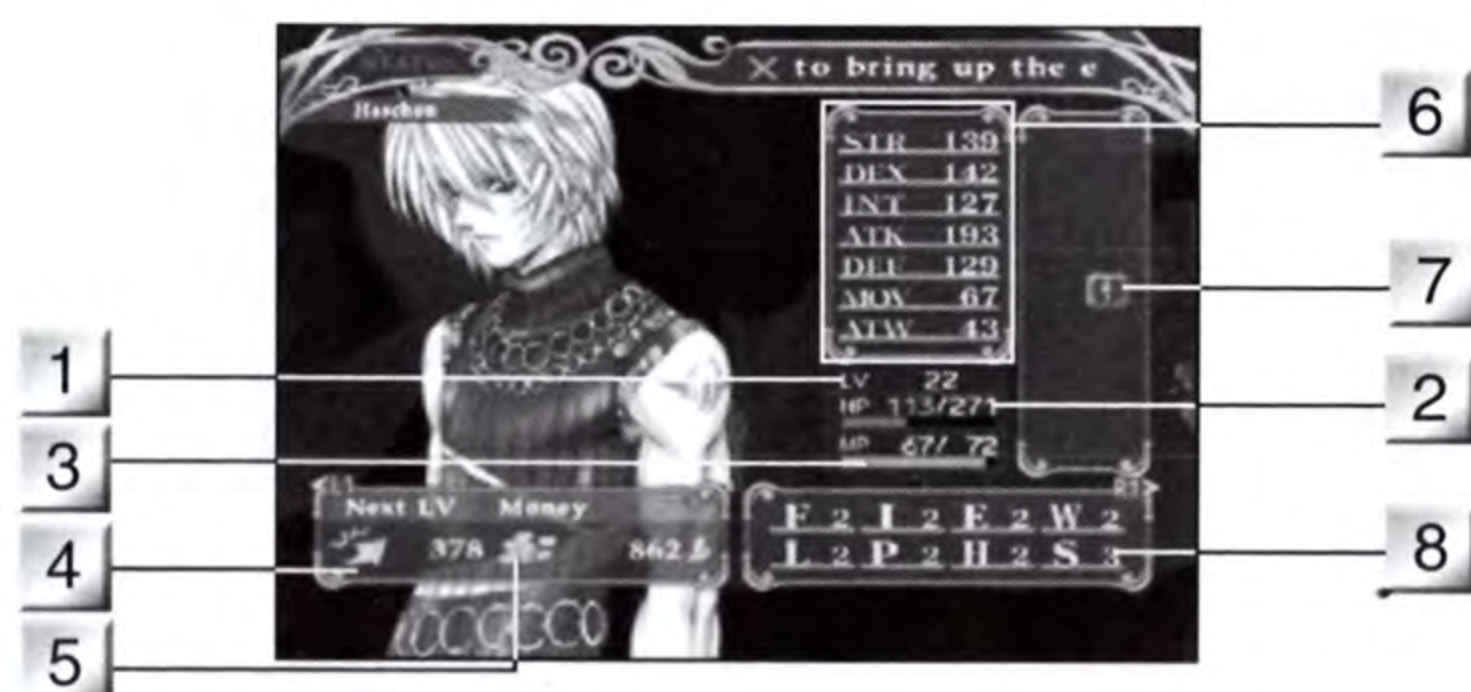 to bring up the e
Haschen
STR 139
DEX 142
INT 127
ATK 193
DEF 129
MOV 67
ATW 43
LV 22
HP 113/271
MP 67/ 72
Next LV Money
378 862
F 2 I 2 E 2 W 2
L 2 P 2 H 2 S 3
1
3
4
5
6
7
2
8